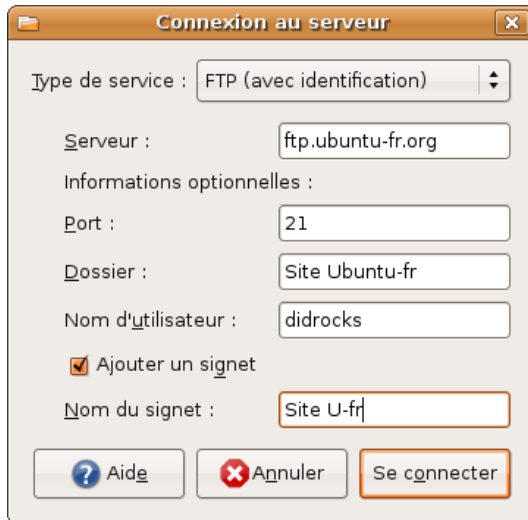 Connexion au serveur
Type de service : FTP (avec identification)
Serveur : ftp.ubuntu-fr.org
Informations optionnelles :
Port : 21
Dossier : Site Ubuntu-fr
Nom d'utilisateur : didrocks
Ajouter un signet
Nom du signet : Site U-fr
Aide Annuler Se connecter